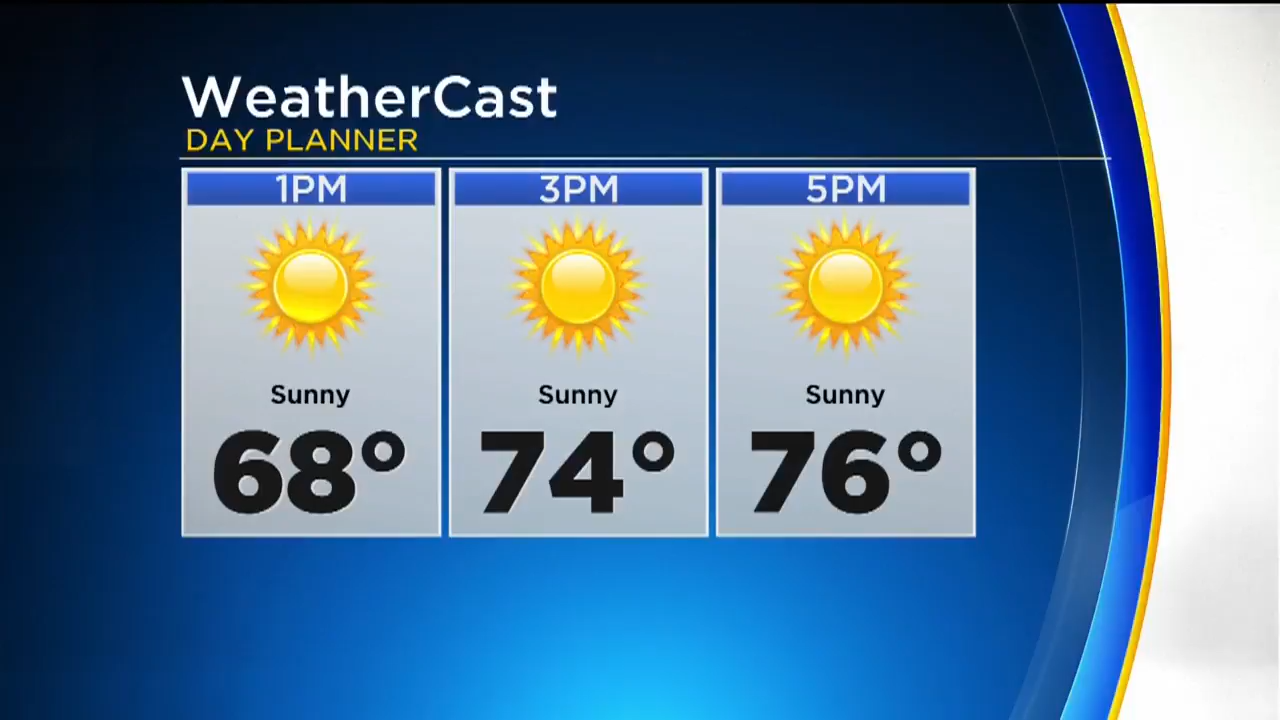 WeatherCast
DAY PLANNER
1PM 3PM 5PM
Sunny Sunny Sunny
68° 74° 76°